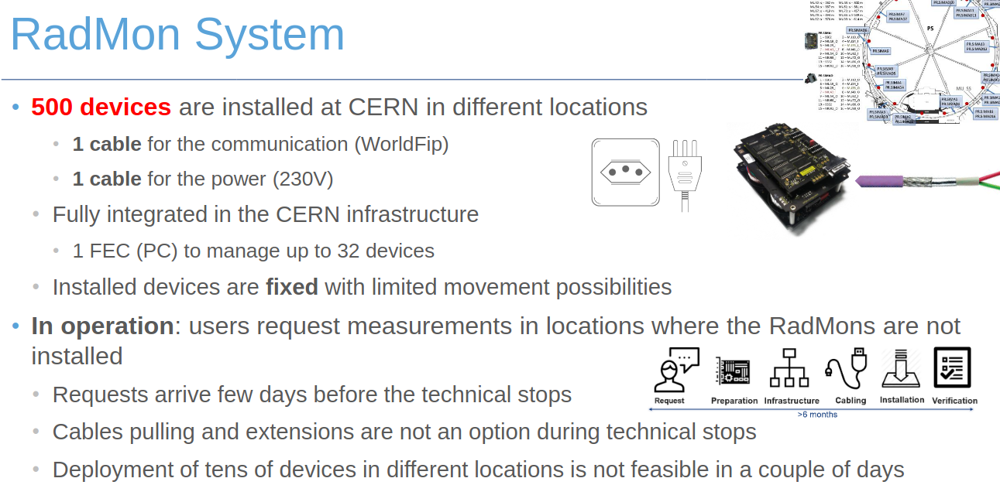 RadMon System
PS
MU_SS
500 devices are installed at CERN in different locations
1 cable for the communication (WorldFip)
1 cable for the power (230V)
Fully integrated in the CERN infrastructure
1 FEC (PC) to manage up to 32 devices
Installed devices are fixed with limited movement possibilities
In operation: users request measurements in locations where the RadMons are not
installed
Request Preparation Infrastructure Cabling Installation Verification
>6 months
Requests arrive few days before the technical stops
Cables pulling and extensions are not an option during technical stops
Deployment of tens of devices in different locations is not feasible in a couple of days